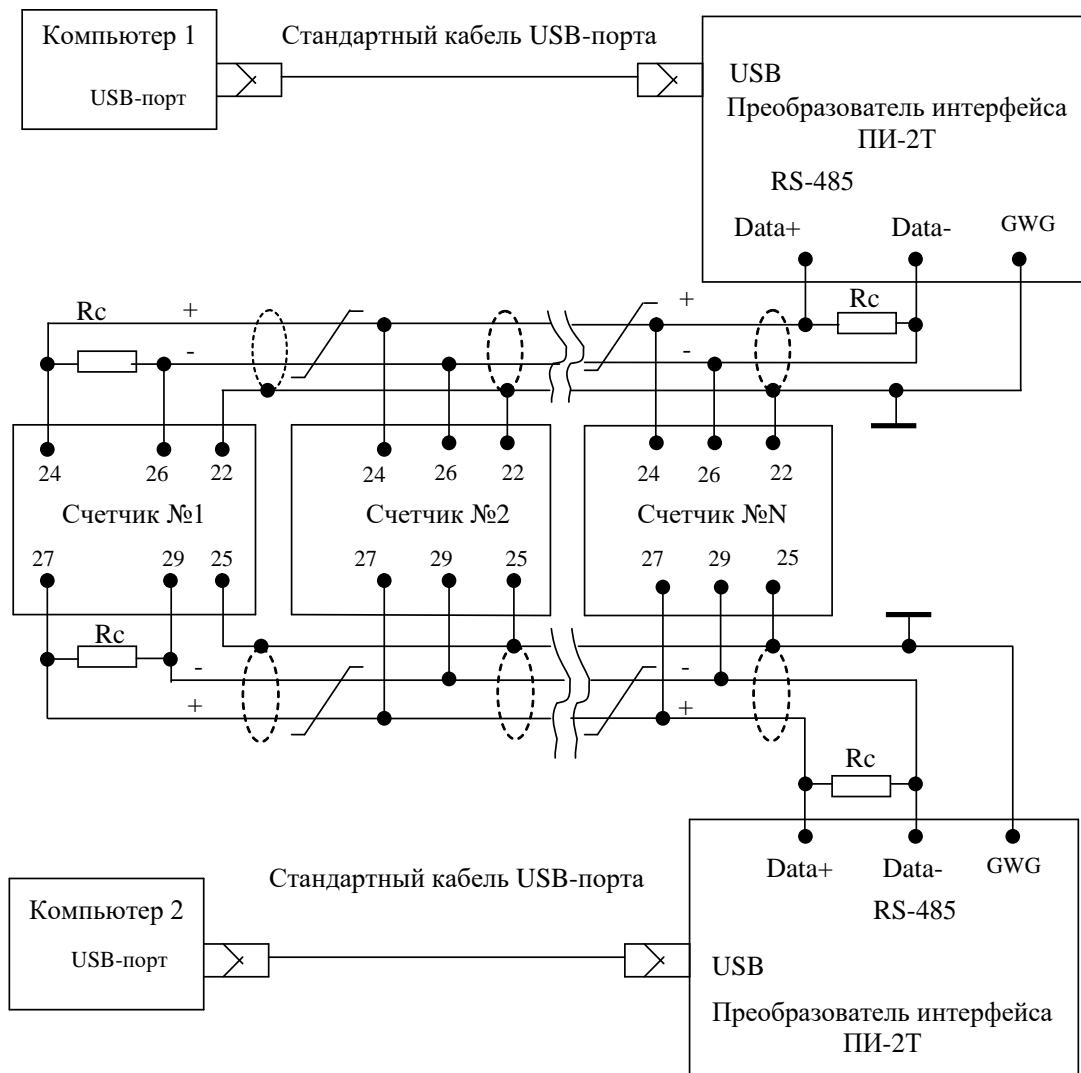 Компьютер 1
USB-порт
Стандартный кабель USB-порта
USB
Преобразователь интерфейса
ПИ-2Т
RS-485
Data+ Data- GWG
Rc + + Rc
- -
24 26 22 24 26 22 24 26 22
Счетчик №1 Счетчик №2 Счетчик №N
27 29 25 27 29 25 27 29 25
Rc - -
+ +
Rc
Data+ Data- GWG
RS-485
Стандартный кабель USB-порта
Компьютер 2
USB-порт
USB
Преобразователь интерфейса
ПИ-2Т